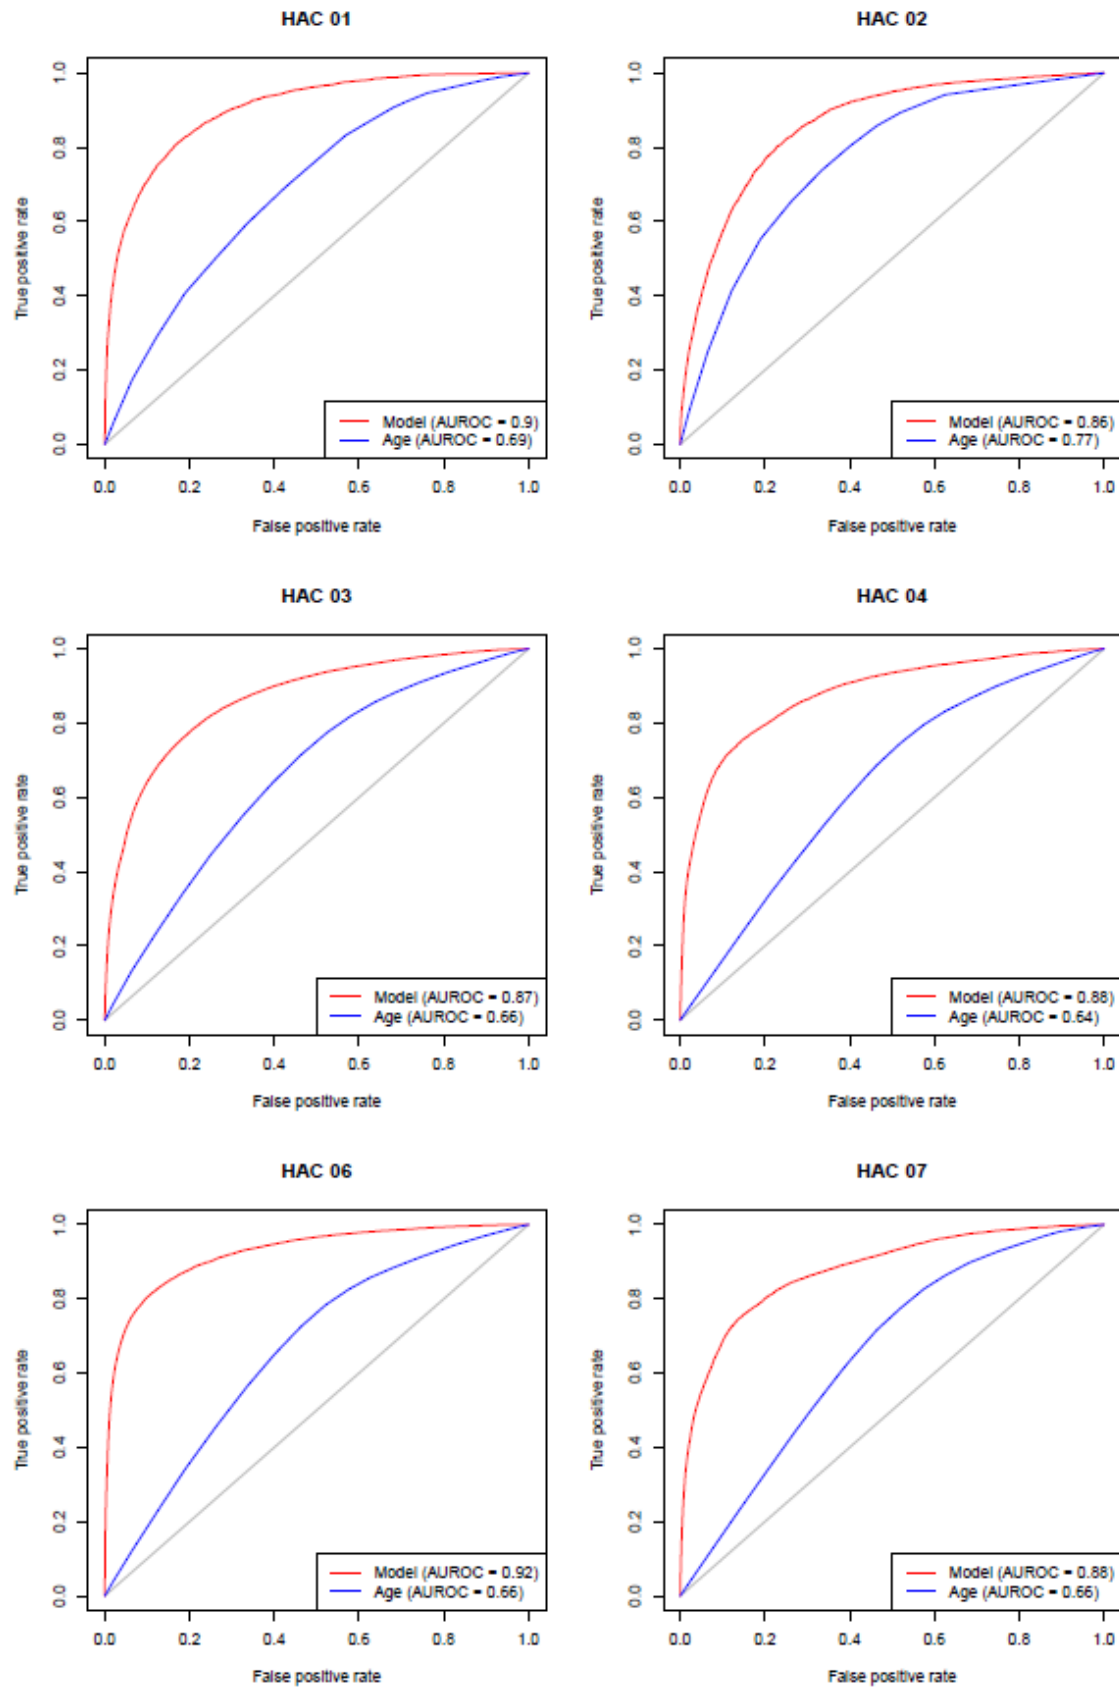 HAC 01
True positive rate
1.0
0.8
0.6
0.4
0.2
0.0
Model (AUROC = 0.9)
Age (AUROC = 0.69)
0.0 0.2 0.4 0.6 0.8 1.0
False positive rate
HAC 02
True positive rate
1.0
0.8
0.6
0.4
0.2
0.0
Model (AUROC = 0.86)
Age (AUROC = 0.77)
0.0 0.2 0.4 0.6 0.8 1.0
False positive rate
HAC 03
True positive rate
1.0
0.8
0.6
0.4
0.2
0.0
Model (AUROC = 0.87)
Age (AUROC = 0.66)
0.0 0.2 0.4 0.6 0.8 1.0
False positive rate
HAC 04
True positive rate
1.0
0.8
0.6
0.4
0.2
0.0
Model (AUROC = 0.88)
Age (AUROC = 0.64)
0.0 0.2 0.4 0.6 0.8 1.0
False positive rate
HAC 06
True positive rate
1.0
0.8
0.6
0.4
0.2
0.0
Model (AUROC = 0.92)
Age (AUROC = 0.66)
0.0 0.2 0.4 0.6 0.8 1.0
False positive rate
HAC 07
True positive rate
1.0
0.8
0.6
0.4
0.2
0.0
Model (AUROC = 0.88)
Age (AUROC = 0.66)
0.0 0.2 0.4 0.6 0.8 1.0
False positive rate